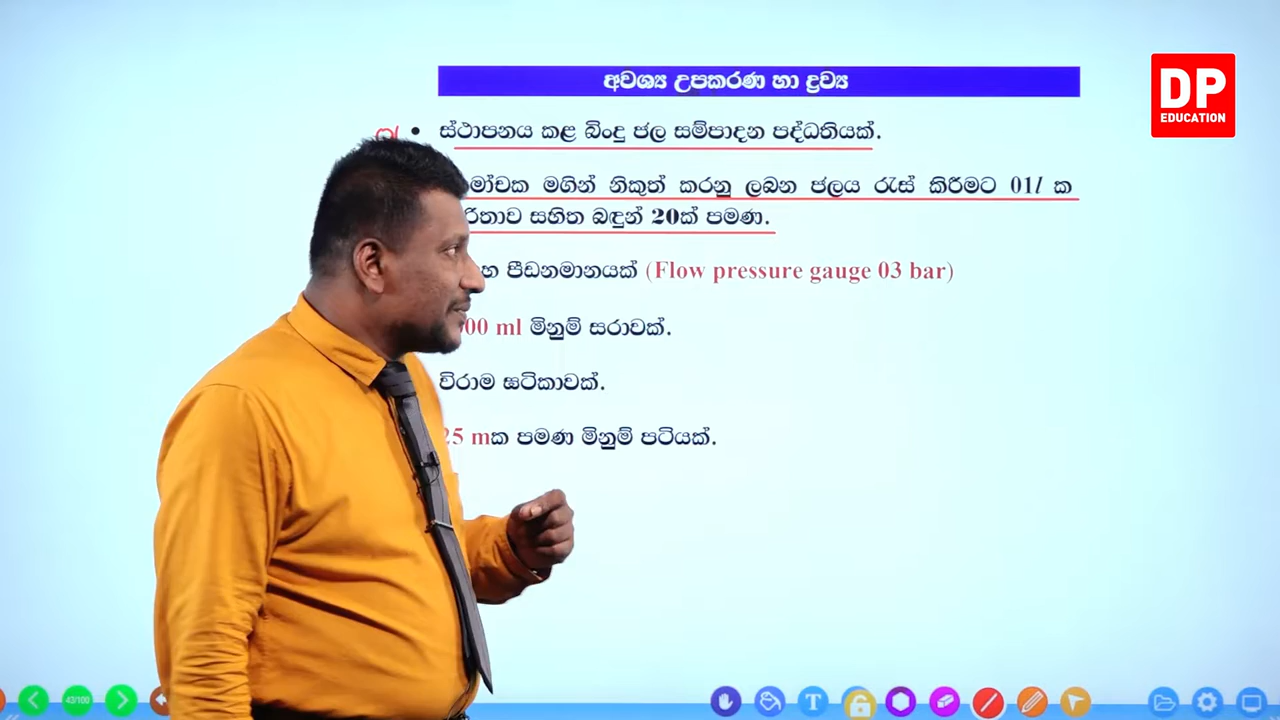 අවශ්‍ය උපකරණ හා ද්‍රව්‍ය
DP
EDUCATION
• ස්ථාපනය කළ බිංදු ජල සම්පාදන පද්ධතියක්.
මගින් නිකුත් කරනු ලබන ජලය රැස් කිරීමට 01l ක
සහිත බඳුන් 20ක් පමණ.
පීඩනමානයක් (Flow pressure gauge 03 bar)
ml මිනුම් සරාවක්.
විරාම ඝටිකාවක්.
25 mක පමණ මිනුම් පටියක්.
43/100